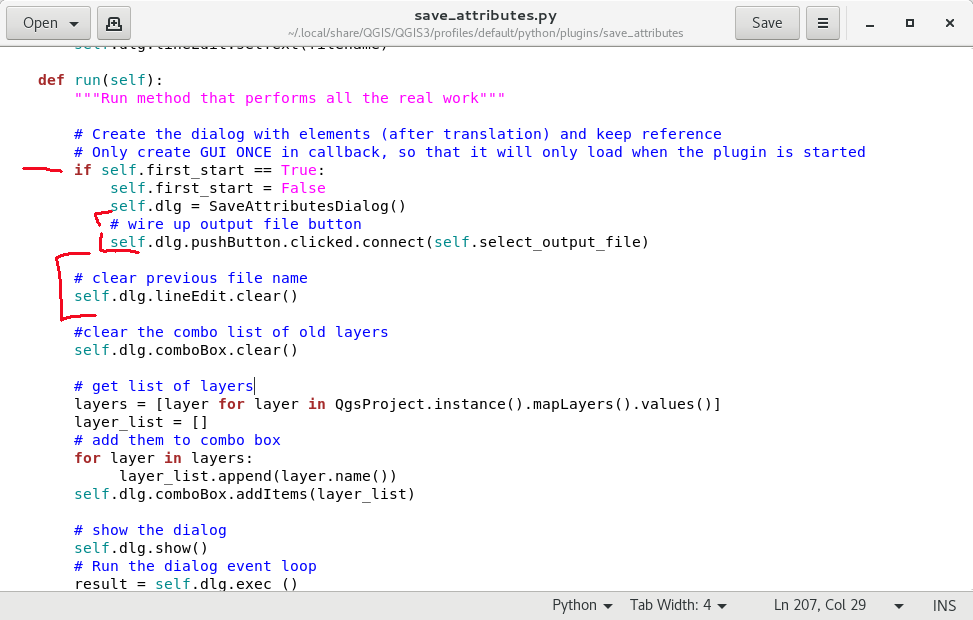 Open
save_attributes.py
~/.local/share/QGIS/QGIS3/profiles/default/python/plugins/save_attributes
Save
self.dlg.lineEdit.setText(filename)
def run(self):
"""Run method that performs all the real work"""
# Create the dialog with elements (after translation) and keep reference
# Only create GUI ONCE in callback, so that it will only load when the plugin is started
if self.first_start == True:
self.first_start = False
self.dlg = SaveAttributesDialog()
# wire up output file button
self.dlg.pushButton.clicked.connect(self.select_output_file)
# clear previous file name
self.dlg.lineEdit.clear()
#clear the combo list of old layers
self.dlg.comboBox.clear()
# get list of layers
layers = [layer for layer in QgsProject.instance().mapLayers().values()]
layer_list = []
# add them to combo box
for layer in layers:
layer_list.append(layer.name())
self.dlg.comboBox.addItems(layer_list)
# show the dialog
self.dlg.show()
# Run the dialog event loop
result = self.dlg.exec_()
Python Tab Width: 4 Ln 207, Col 29 INS